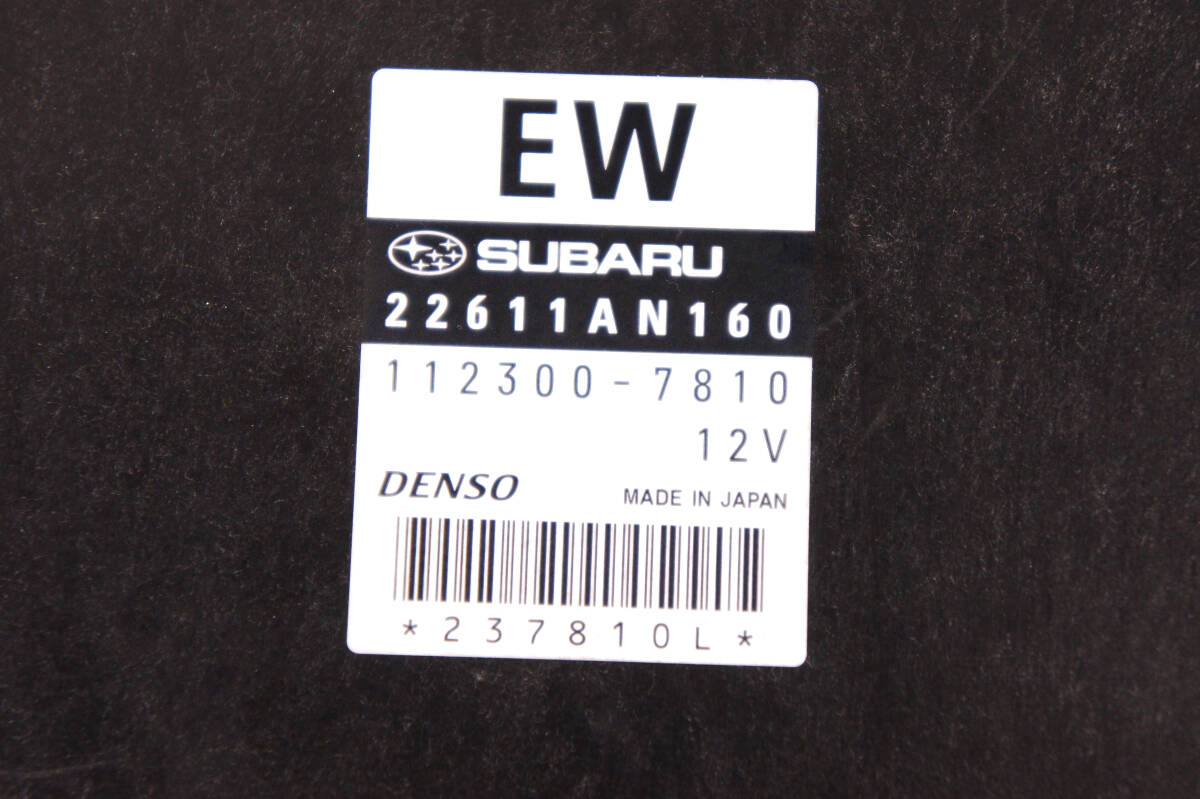 EW
SUBARU
22611AN160
112300-7810
12V
DENSO MADE IN JAPAN
*237810L*